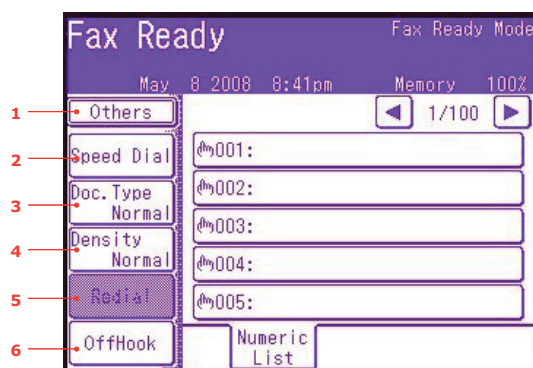 Fax Ready
Fax Ready Mode
May 8 2008 8:41pm Memory 100%
1 Others
1/100
2 Speed Dial
001:
3 Doc.Type
Normal
002:
003:
4 Density
Normal
004:
5 Redial
005:
6 OffHook
Numeric
List